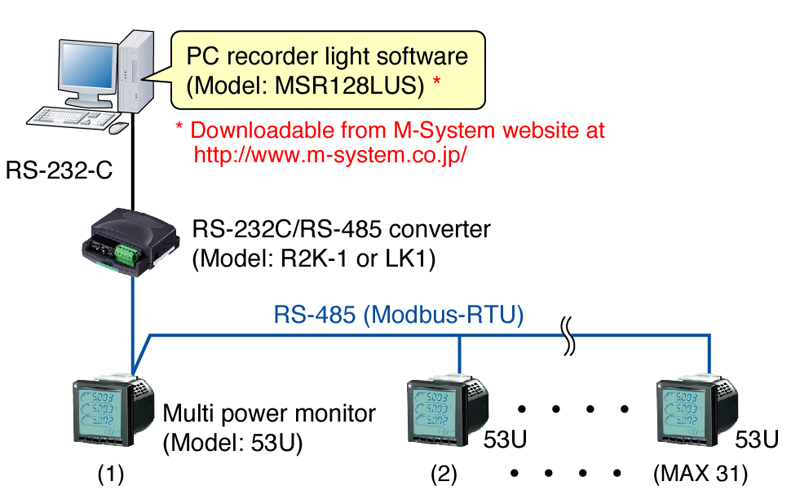 PC recorder light software
(Model: MSR128LUS) *
* Downloadable from M-System website at
http://www.m-system.co.jp/
RS-232-C
RS-232C/RS-485 converter
(Model: R2K-1 or LK1)
RS-485 (Modbus-RTU)
Multi power monitor
(Model: 53U)
53U
53U
(1)
(2)
(MAX 31)